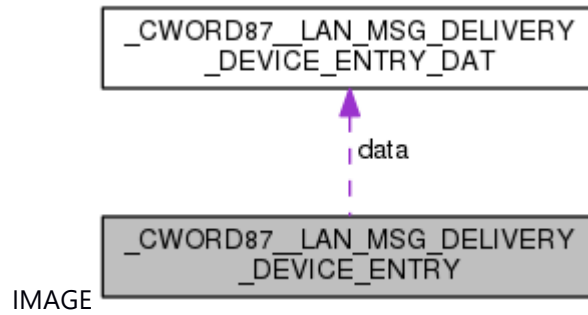 _CWORD87__LAN_MSG_DELIVERY
_DEVICE_ENTRY_DAT
data
_CWORD87__LAN_MSG_DELIVERY
_DEVICE_ENTRY
IMAGE